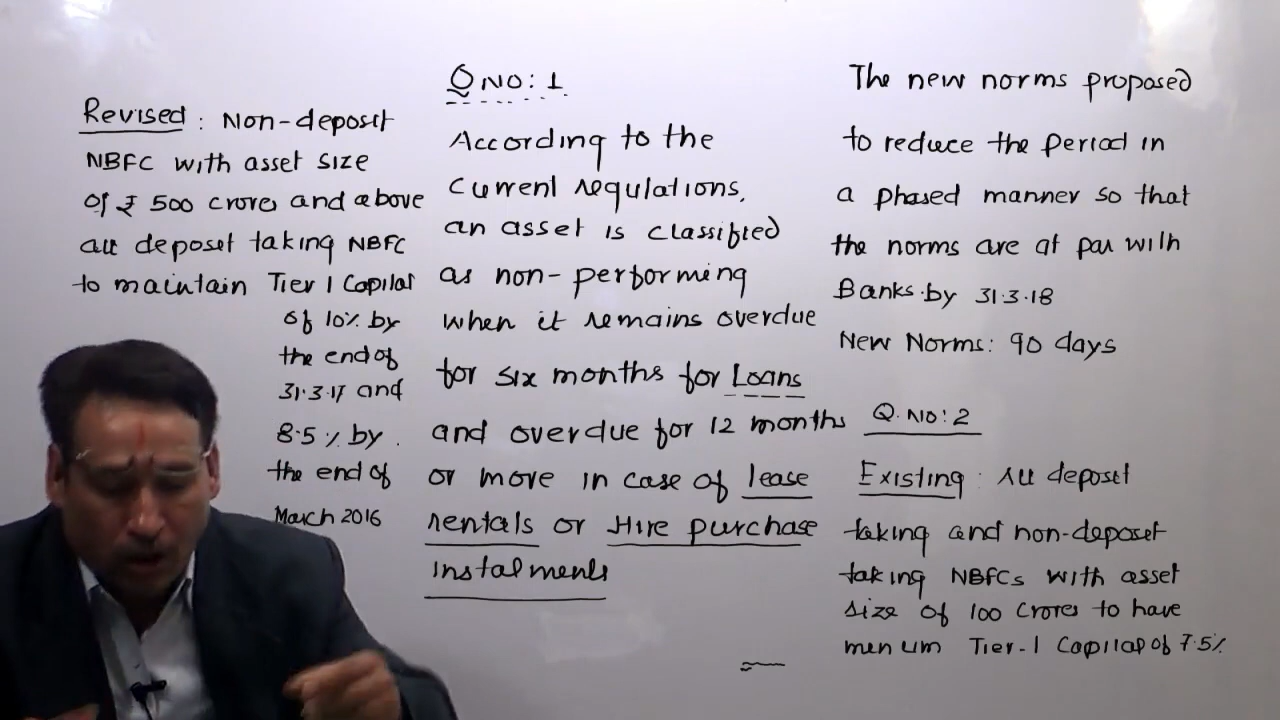 Q NO: 1
According to the
current regulations,
an asset is classified
as non-performing
when it remains overdue
for six months for Loans
and overdue for 12 months
or more in case of lease
rentals or Hire purchase
instalments
The new norms proposed
to reduce the period in
a phased manner so that
the norms are at par with
Banks by 31.3.18
New Norms: 90 days
Q. NO: 2
Existing: All deposit
taking and non-deposit
taking NBFCs with asset
size of 100 Crores to have
menum Tier-1 Capital of 7.5%
Revised: Non-deposit
NBFC with asset size
of ₹ 500 crores and above
all deposet taking NBFC
to maintain Tier 1 Capital
of 10% by
the end of
31.3.17 and
8.5% by
the end of
March 2016